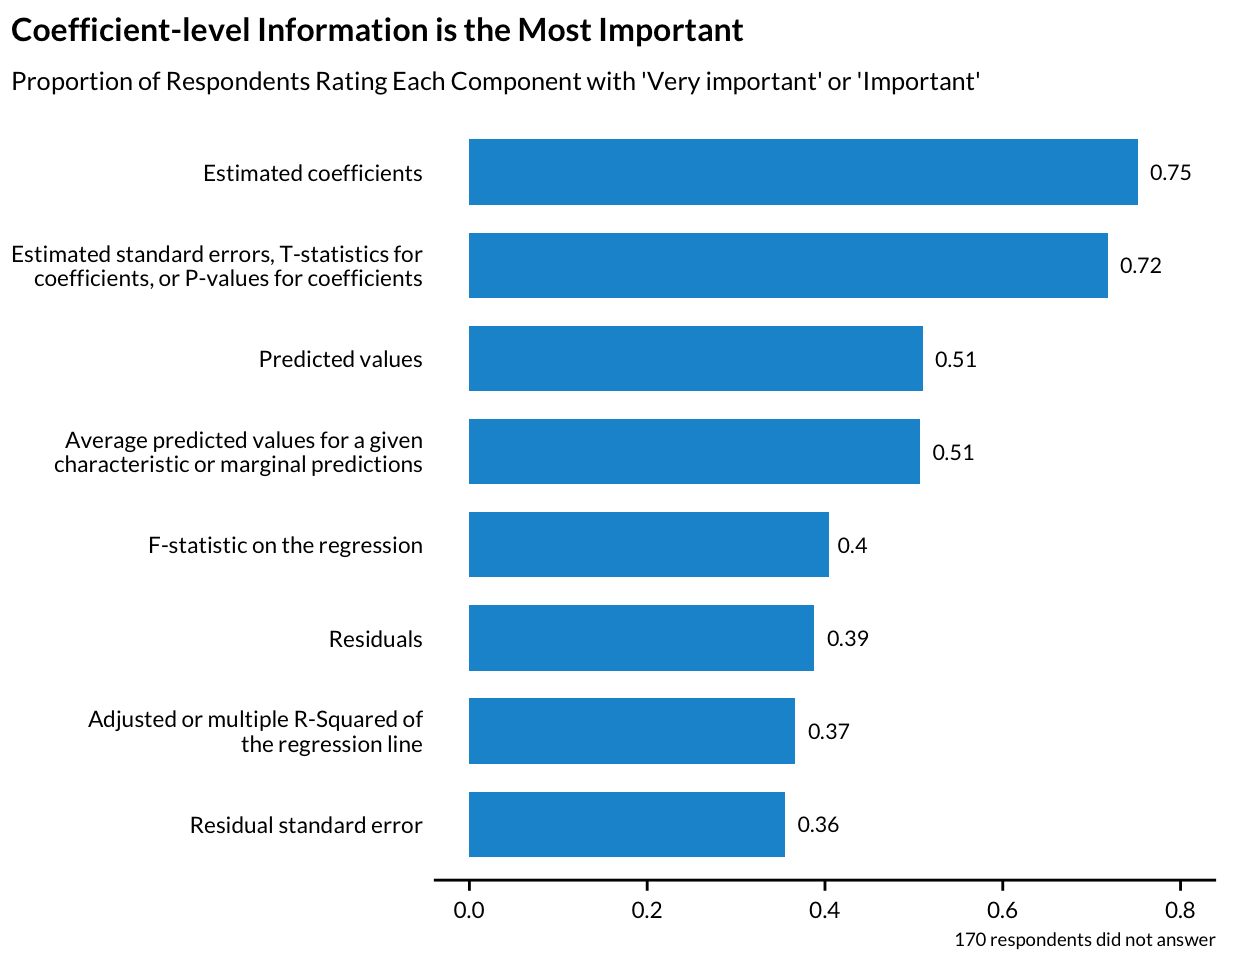 Coefficient-level Information is the Most Important
Proportion of Respondents Rating Each Component with 'Very important' or 'Important'
Estimated coefficients
0.75
Estimated standard errors, T-statistics for
coefficients, or P-values for coefficients
0.72
Predicted values
0.51
Average predicted values for a given
characteristic or marginal predictions
0.51
F-statistic on the regression
0.4
Residuals
0.39
Adjusted or multiple R-Squared of
the regression line
0.37
Residual standard error
0.36
0.0 0.2 0.4 0.6 0.8
170 respondents did not answer